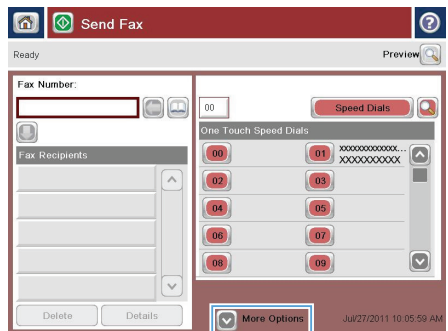 Send Fax
?
Ready
Preview
Fax Number:
Fax Recipients
Delete
Details
00
Speed Dials
One Touch Speed Dials
00
01 xxxxxxxxxxxxx...
XXXXXXXXXX
02
03
04
05
06
07
08
09
More Options
Jul/27/2011 10:05:59 AM